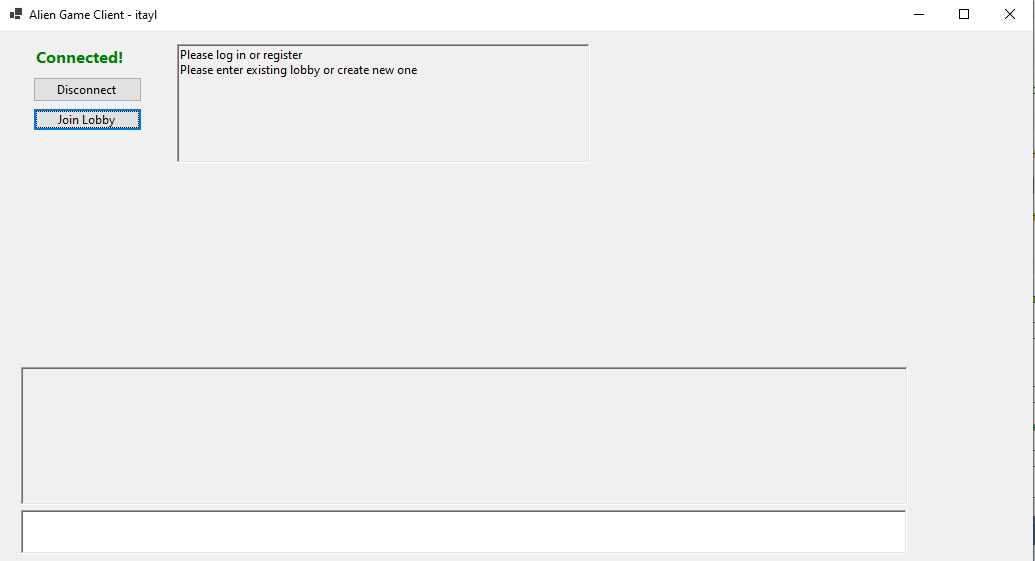 Alien Game Client - itayl
Connected!
Disconnect
Join Lobby
Please log in or register
Please enter existing lobby or create new one